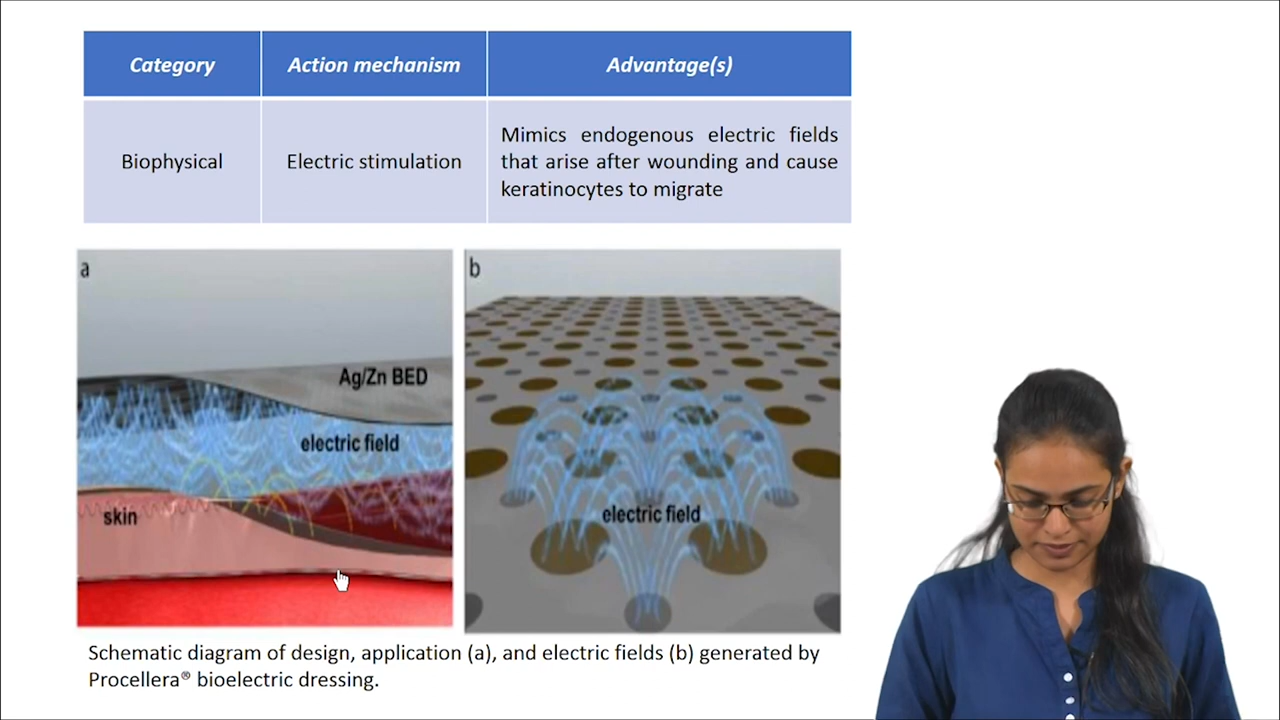 Category
Action mechanism
Advantage(s)
Biophysical
Electric stimulation
Mimics endogenous electric fields
that arise after wounding and cause
keratinocytes to migrate
a
Ag/Zn BED
electric field
skin
b
electric field
Schematic diagram of design, application (a), and electric fields (b) generated by
Procellera® bioelectric dressing.